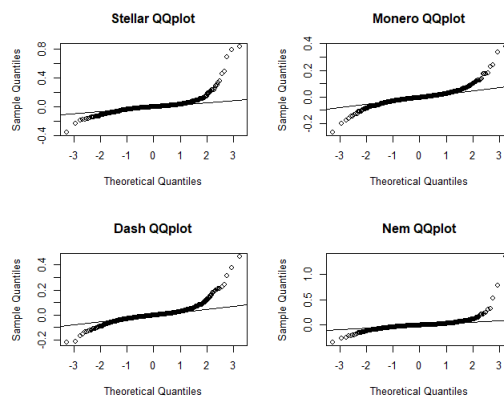 Stellar QQplot
Sample Quantiles
-0.4 0.0 0.4 0.8
-3 -2 -1 0 1 2 3
Theoretical Quantiles
Monero QQplot
Sample Quantiles
-0.2 0.0 0.2 0.4
-3 -2 -1 0 1 2 3
Theoretical Quantiles
Dash QQplot
Sample Quantiles
-0.2 0.0 0.2 0.4
-3 -2 -1 0 1 2 3
Theoretical Quantiles
Nem QQplot
Sample Quantiles
0.0 0.5 1.0
-3 -2 -1 0 1 2 3
Theoretical Quantiles